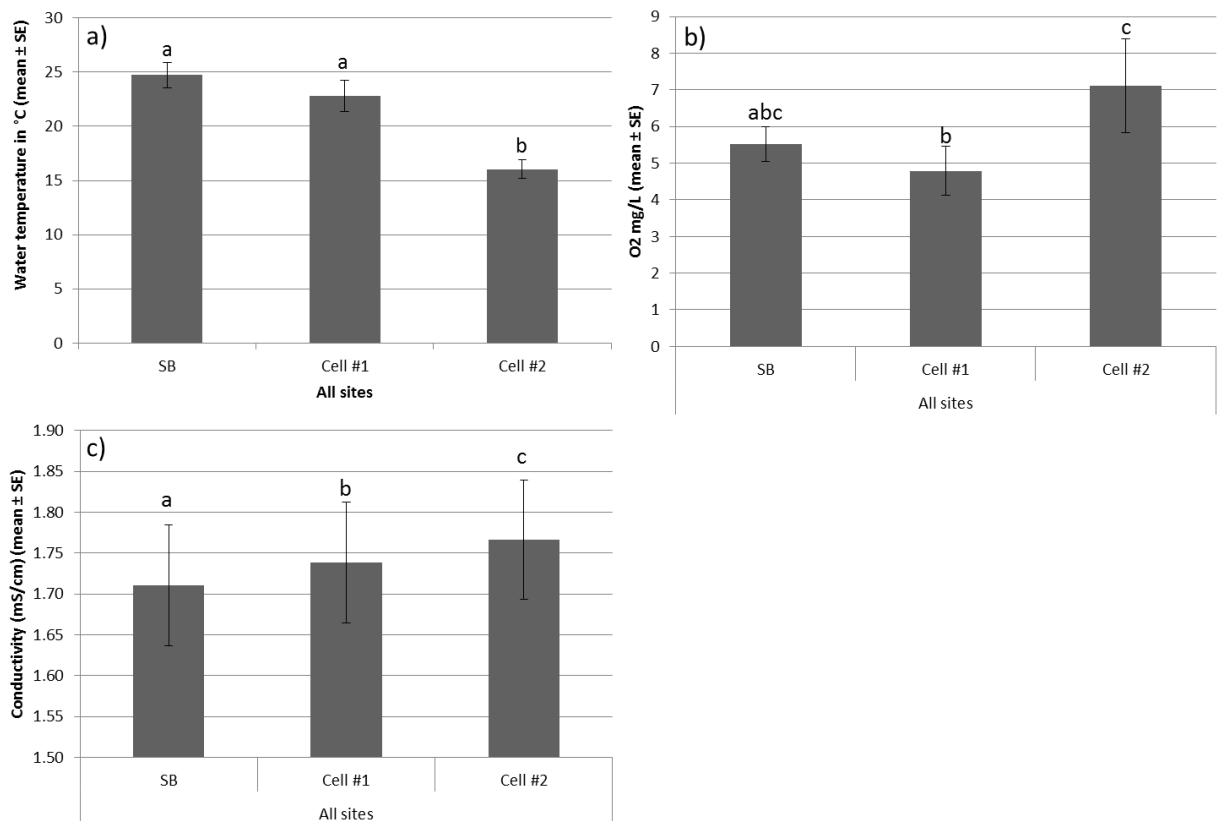 a)
Water temperature in °C (mean ± SE)
30
25
20
15
10
5
0
a
a
b
SB
Cell #1
Cell #2
All sites
b)
O2 mg/L (mean ± SE)
9
8
7
6
5
4
3
2
1
0
abc
b
c
SB
Cell #1
Cell #2
All sites
c)
Conductivity (mS/cm) (mean ± SE)
1.90
1.85
1.80
1.75
1.70
1.65
1.60
1.55
1.50
a
b
c
SB
Cell #1
Cell #2
All sites